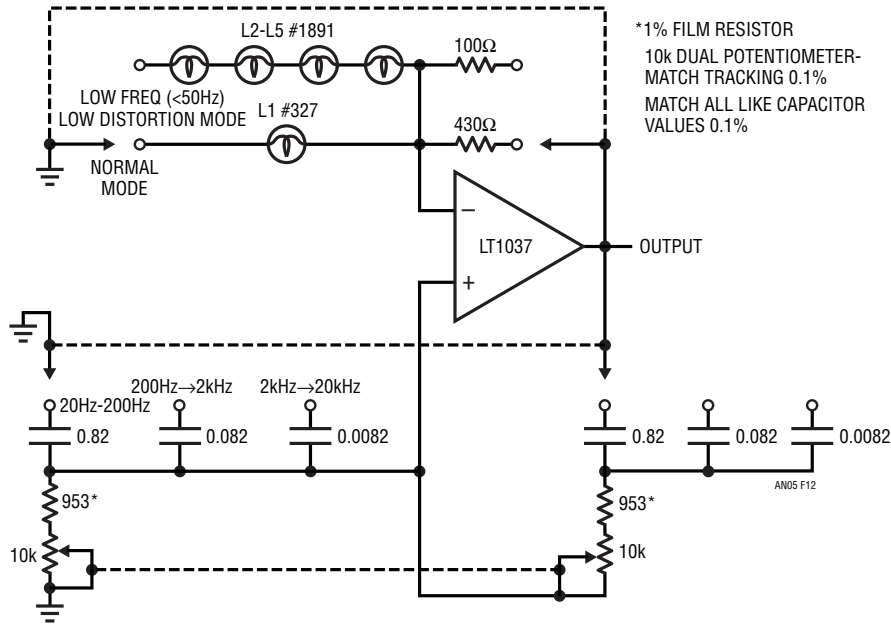 L2-L5 #1891
100Ω
*1% FILM RESISTOR
10k DUAL POTENTIOMETER-
MATCH TRACKING 0.1%
MATCH ALL LIKE CAPACITOR
VALUES 0.1%
LOW FREQ (<50Hz)
LOW DISTORTION MODE
L1 #327
430Ω
NORMAL
MODE
–
LT1037
+
OUTPUT
20Hz-200Hz
200Hz→2kHz
2kHz→20kHz
0.82
0.082
0.0082
0.82
0.082
0.0082
AN05 F12
953*
953*
10k
10k